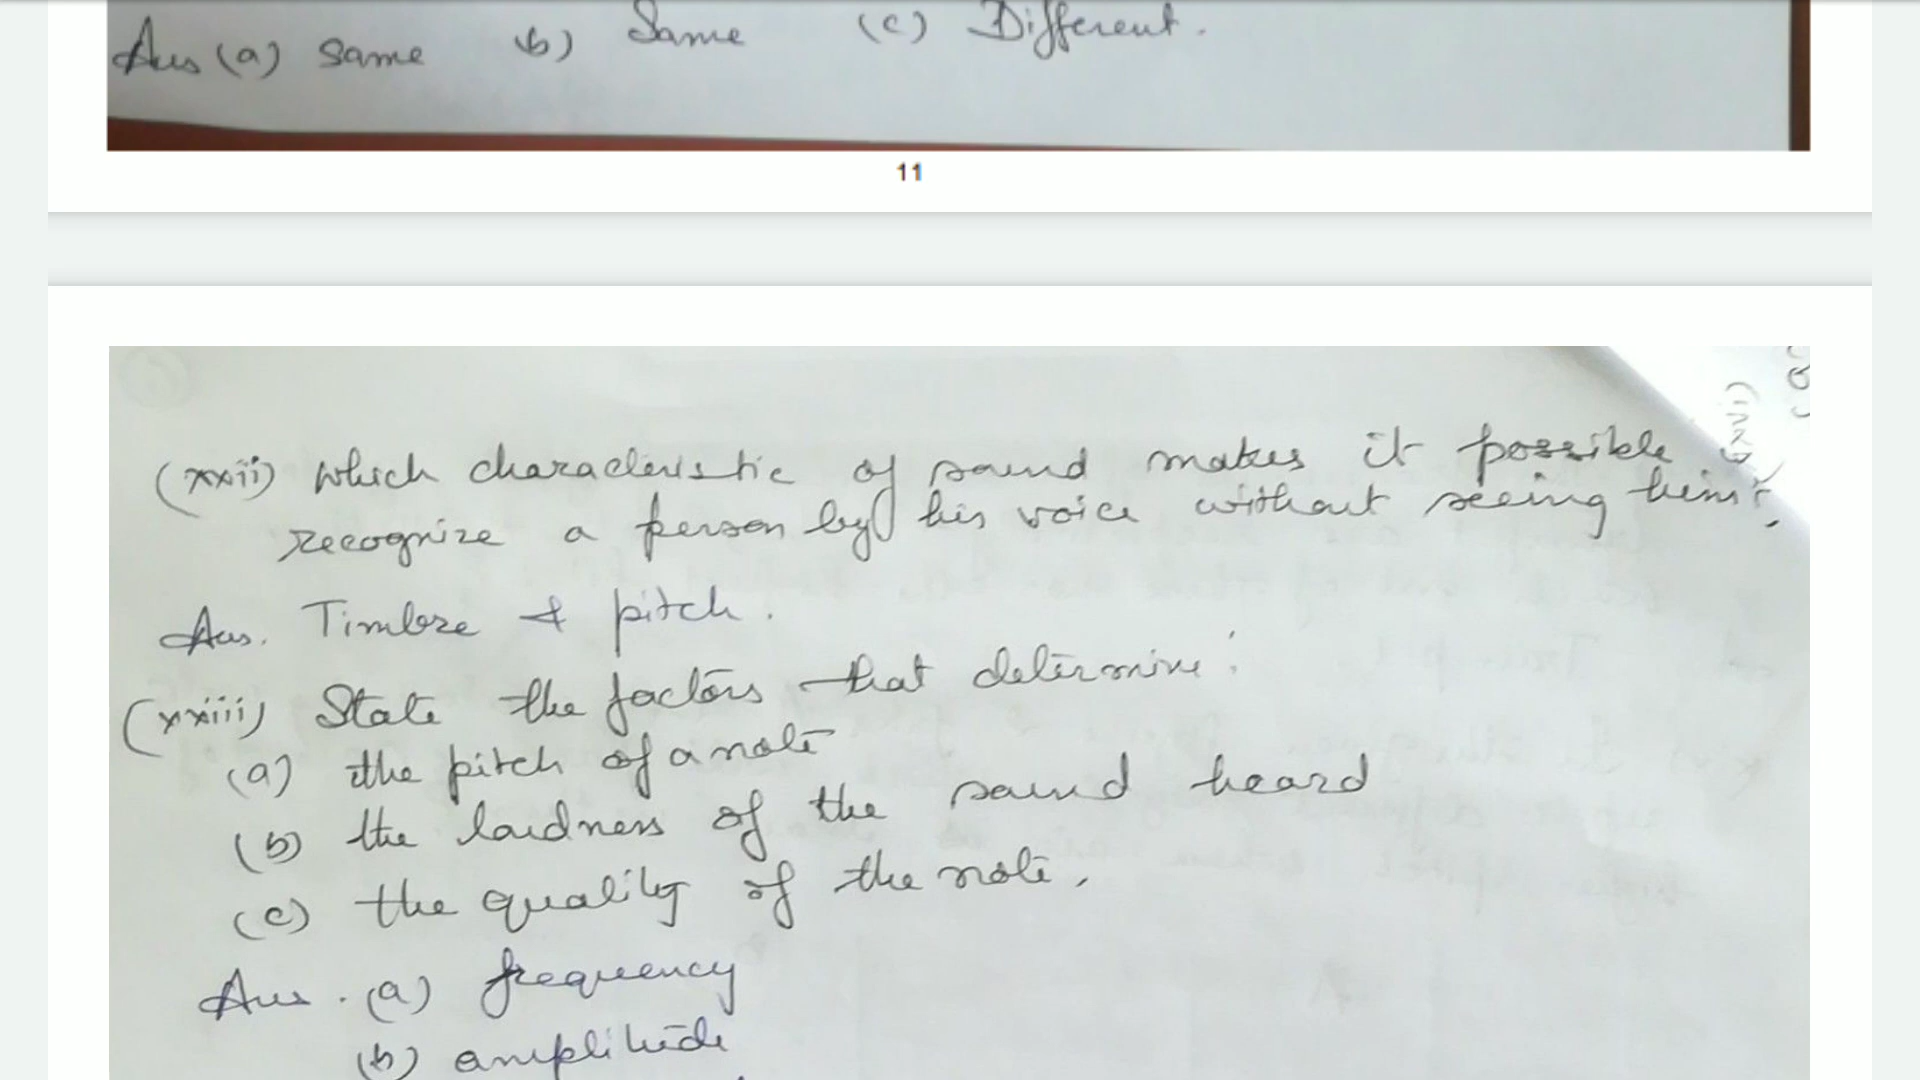 Ans (a) same (b) Same (c) Different.
11
(xxii) Which characteristic of sound makes it possible
recognize a person by his voice without seeing him?
Ans. Timbre & pitch.
(xxiii) State the factors that determine:
(a) the pitch of a note
(b) the loudness of the sound heard
(c) the quality of the note.
Ans. (a) frequency
(b) amplitude